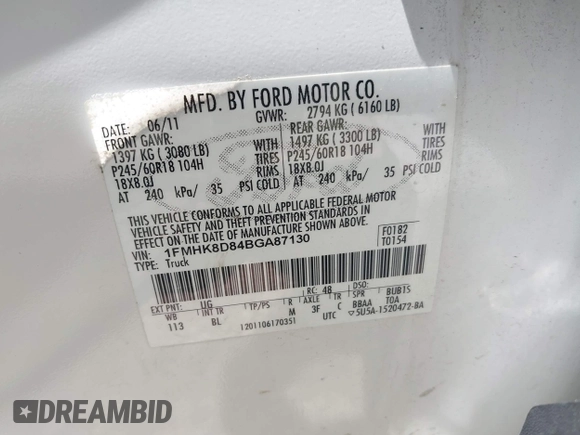 MFD. BY FORD MOTOR CO.
DATE: 06/11 GVWR: 2794 KG ( 6160 LB)
FRONT GAWR: REAR GAWR:
1397 KG ( 3080 LB) WITH 1497 KG ( 3300 LB) WITH
P245/60R18 104H TIRES P245/60R18 104H TIRES
18X8.0J RIMS 18X8.0J RIMS
AT 240 kPa/ 35 PSI COLD AT 240 kPa/ 35 PSI COLD
THIS VEHICLE CONFORMS TO ALL APPLICABLE FEDERAL MOTOR
VEHICLE SAFETY AND THEFT PREVENTION STANDARDS IN
EFFECT ON THE DATE OF MANUFACTURE SHOWN ABOVE.
VIN: 1FMHK8D84BGA87130 F0182
TYPE: Truck T0154
EXT PNT: UG RC: 48 DSO:
WB INT TR TP/PS R AXLE TR SPR BUBTS
113 BL M 3F C BBAA TOA
1201106170351 UTC 5U5A-1520472-BA
Ford
DREAMBID